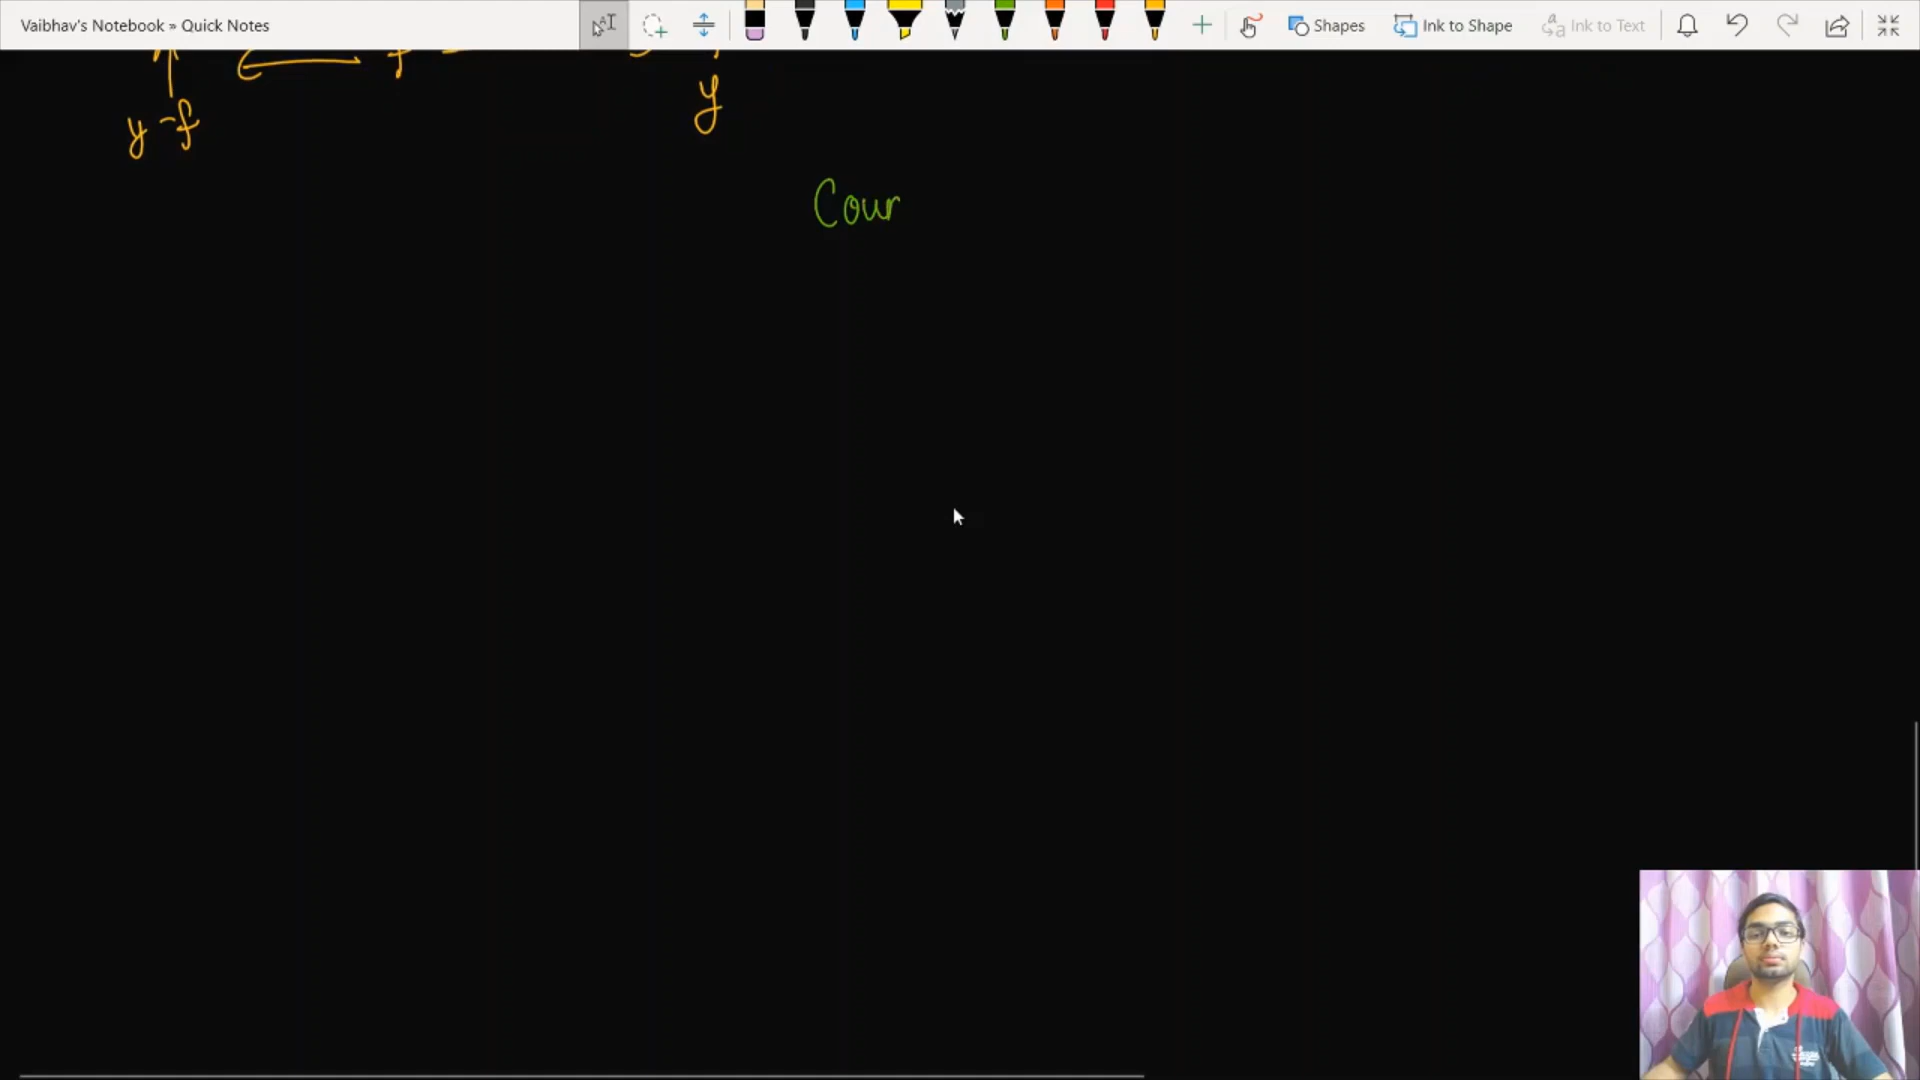 Vaibhav's Notebook » Quick Notes
Shapes
Ink to Shape
Ink to Text
y-f
y
Cour